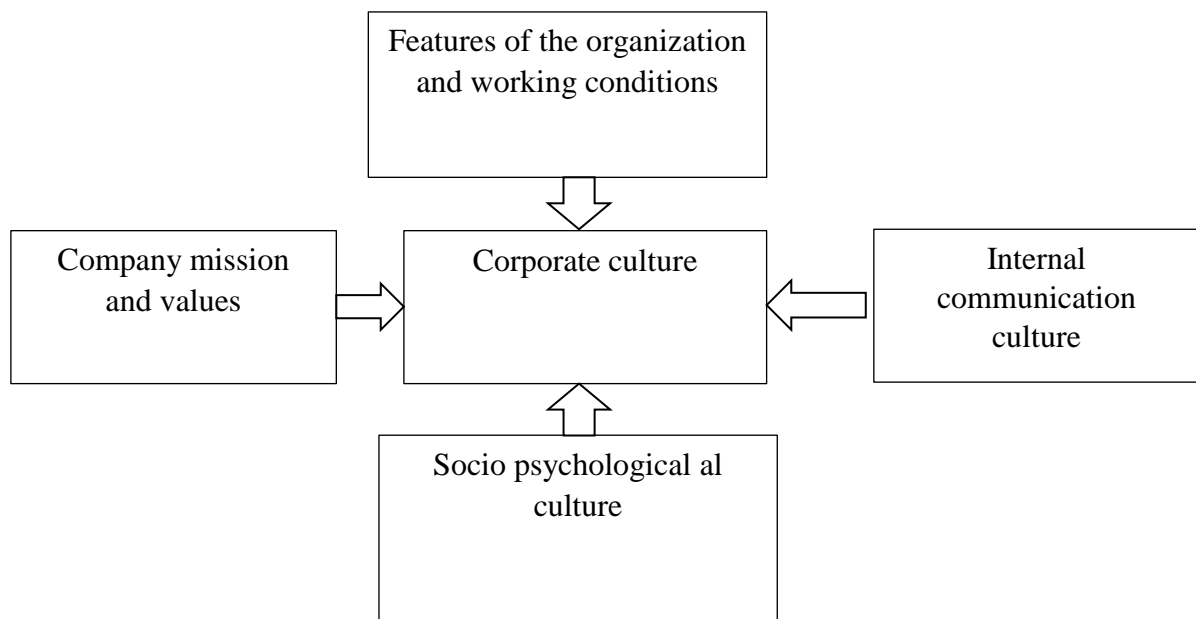 Features of the organization
and working conditions
Company mission
and values
Corporate culture
Internal
communication
culture
Socio psychological al
culture